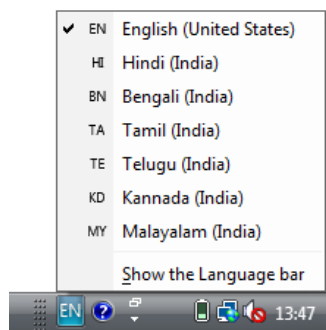 EN English (United States)
HI Hindi (India)
BN Bengali (India)
TA Tamil (India)
TE Telugu (India)
KD Kannada (India)
MY Malayalam (India)
Show the Language bar
EN ? 13:47